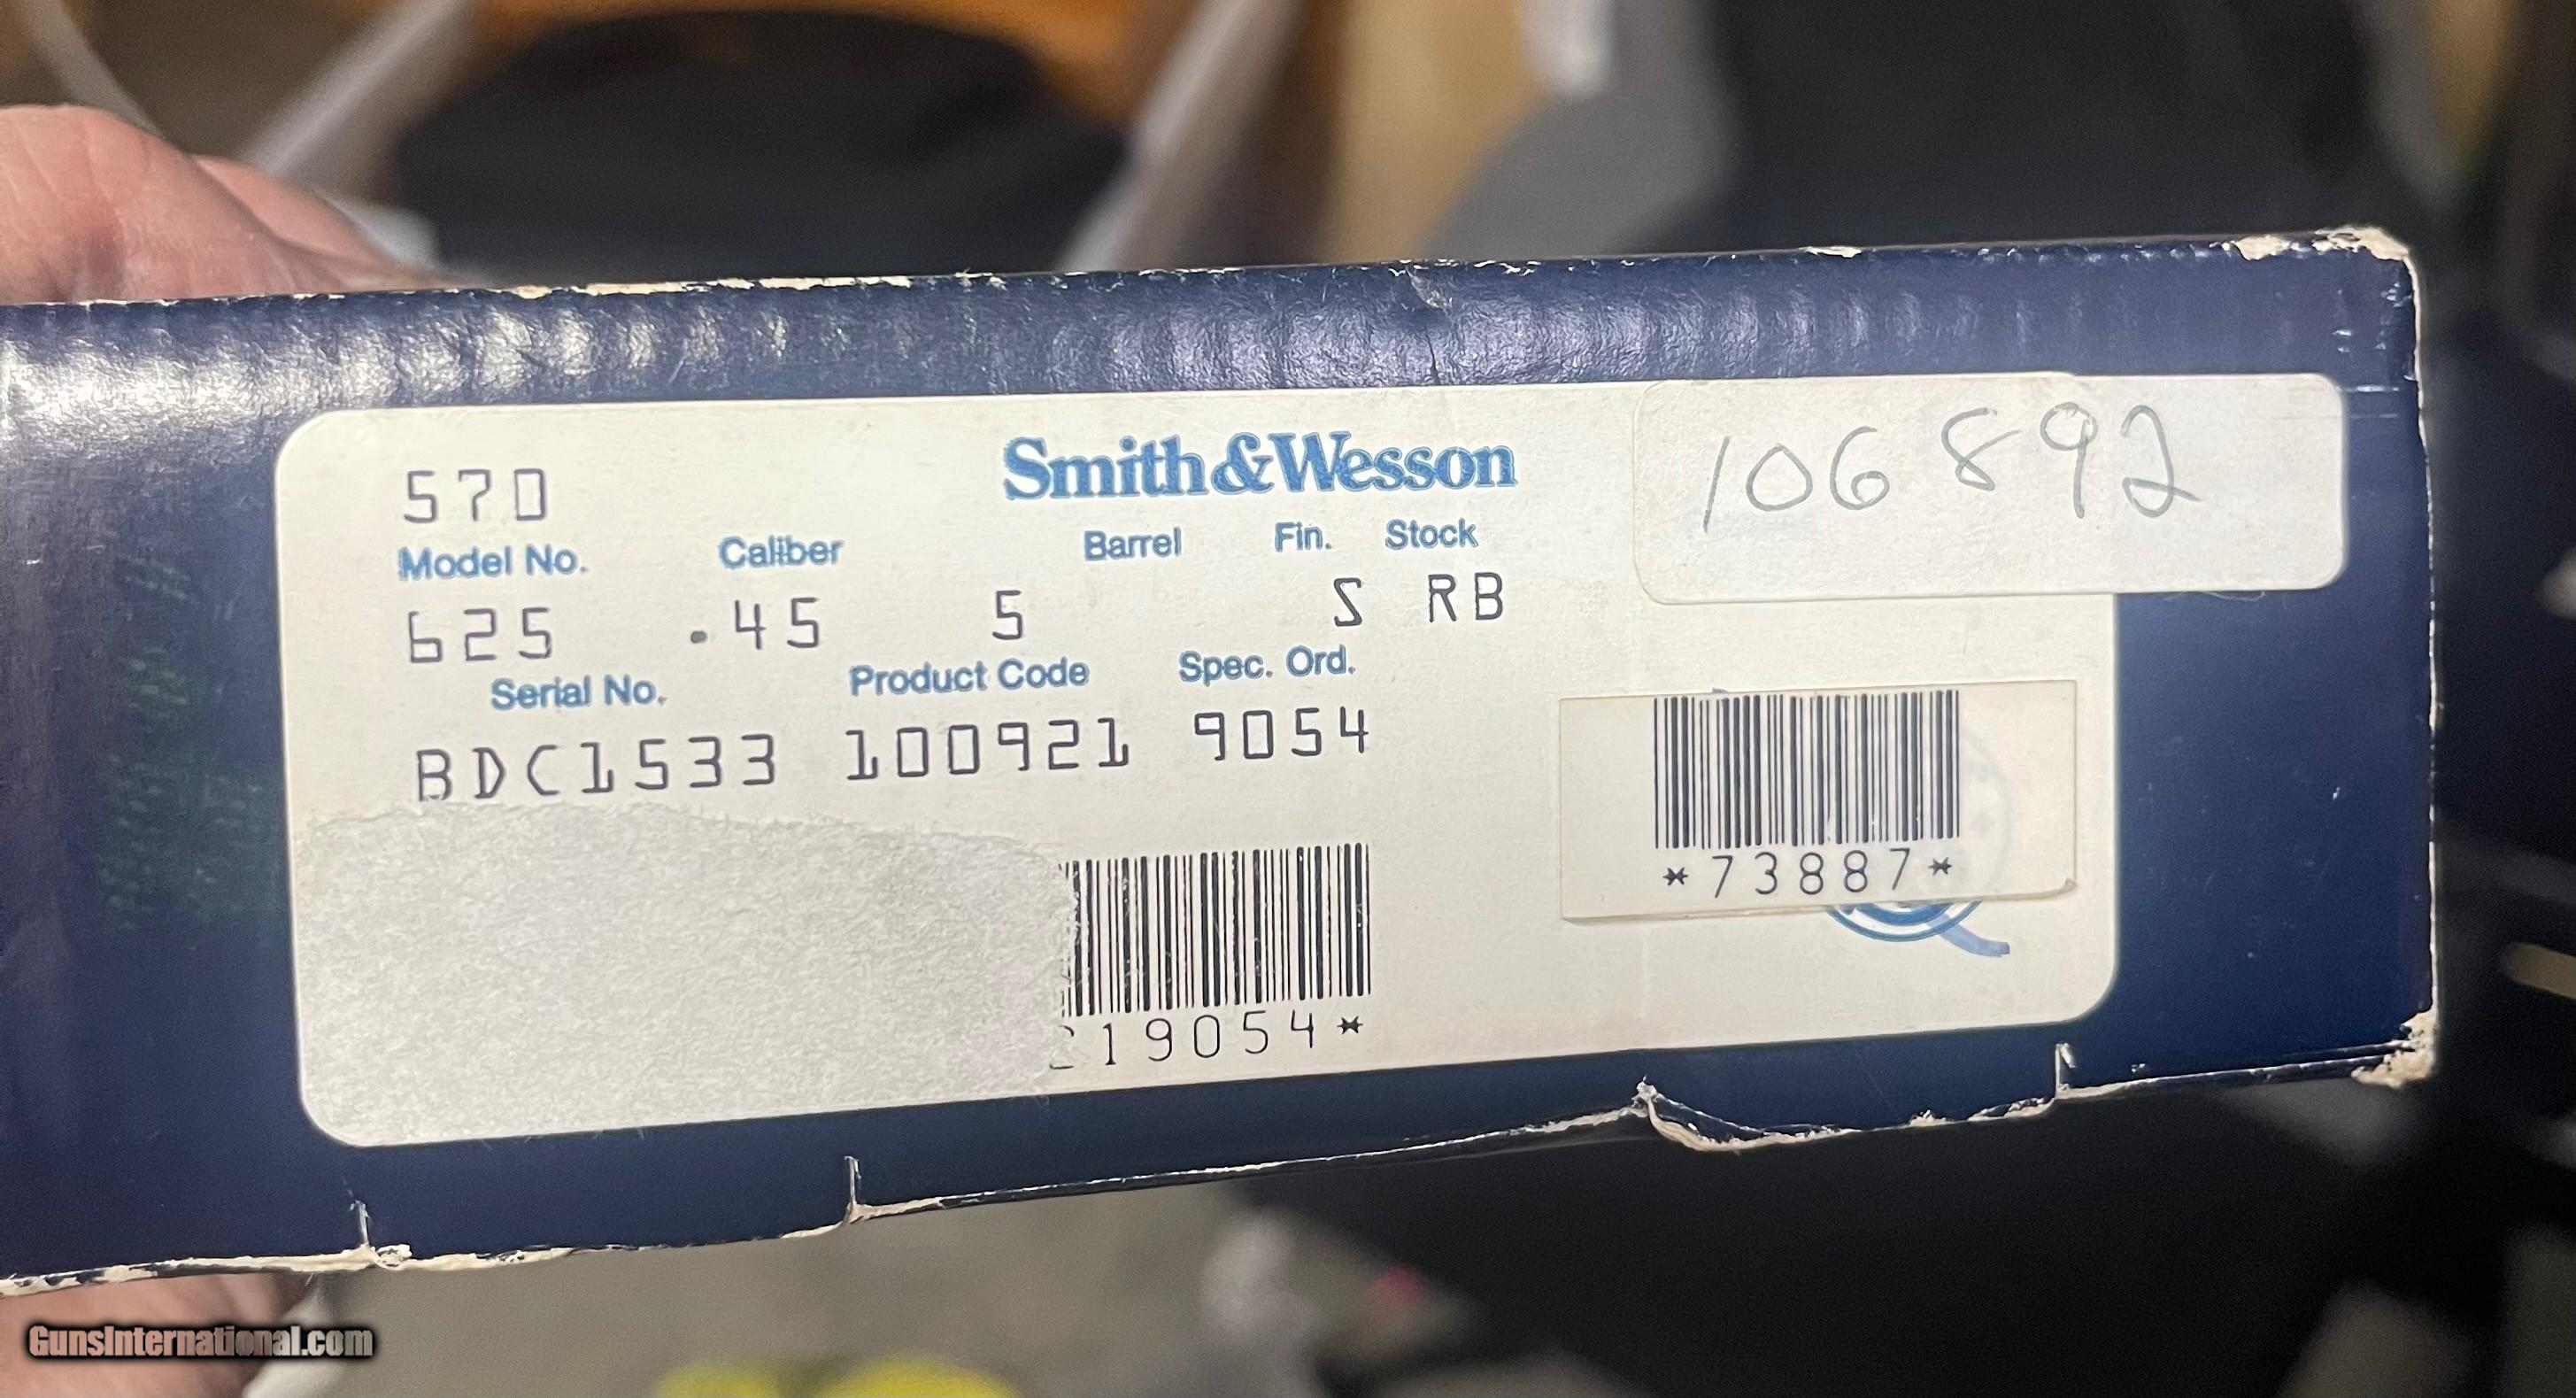 570
Smith & Wesson
106892
Model No. Caliber Barrel Fin. Stock
625 .45 5 S RB
Serial No. Product Code Spec. Ord.
BDC1533 100921 9054
*73887*
19054*
GunsInternational.com